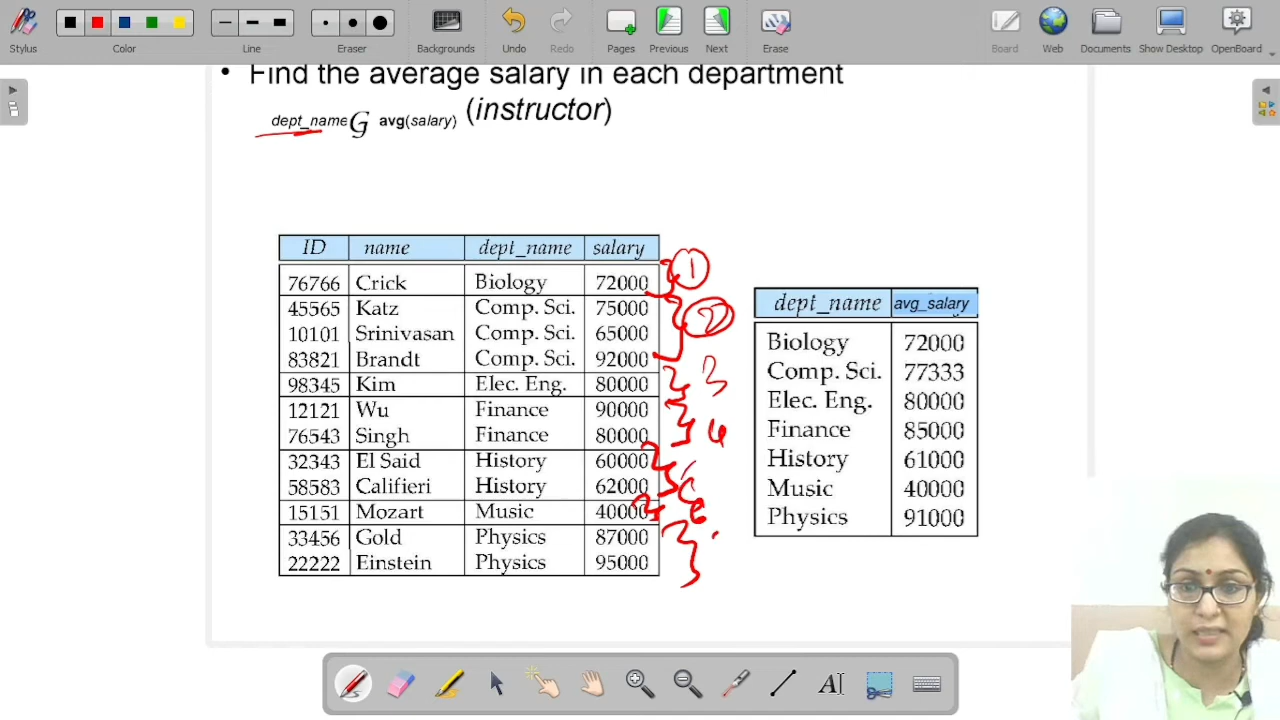 Stylus Color Line Eraser Backgrounds Undo Redo Pages Previous Next Erase Board Web Documents Show Desktop OpenBoard
• Find the average salary in each department
dept_name G avg(salary) (instructor)
ID name dept_name salary
76766 Crick Biology 72000
45565 Katz Comp. Sci. 75000
10101 Srinivasan Comp. Sci. 65000
83821 Brandt Comp. Sci. 92000
98345 Kim Elec. Eng. 80000
12121 Wu Finance 90000
76543 Singh Finance 80000
32343 El Said History 60000
58583 Califieri History 62000
15151 Mozart Music 40000
33456 Gold Physics 87000
22222 Einstein Physics 95000
1
2
3
dept_name avg_salary
Biology 72000
Comp. Sci. 77333
Elec. Eng. 80000
Finance 85000
History 61000
Music 40000
Physics 91000